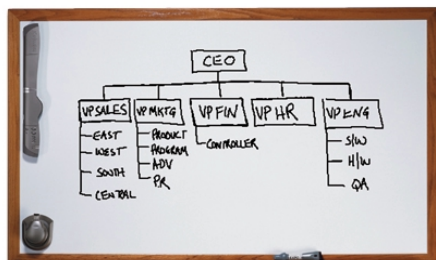 CEO
VP SALES
EAST
WEST
SOUTH
CENTRAL
VP MKTG
PRODUCT
PROGRAM
ADV
PR
VP FIN
CONTROLLER
VP HR
VP ENG
S/W
H/W
QA